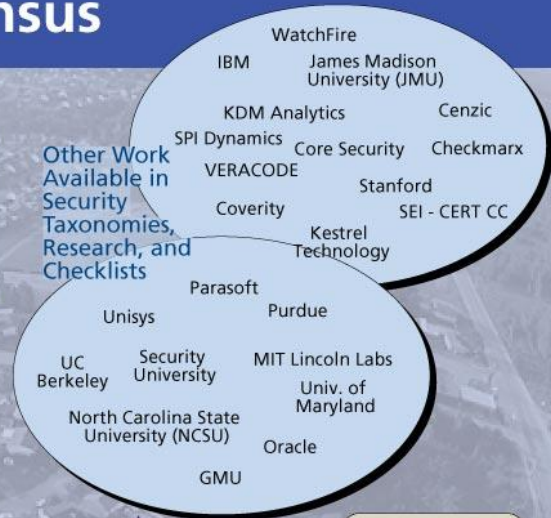 nsus
WatchFire
IBM
James Madison
University (JMU)
KDM Analytics
Cenzic
SPI Dynamics
Core Security
Checkmarx
VERACODE
Stanford
Coverity
SEI - CERT CC
Kestrel
Technology
Other Work
Available in
Security
Taxonomies,
Research, and
Checklists
Parasoft
Unisys
Purdue
UC
Berkeley
Security
University
MIT Lincoln Labs
Univ. of
Maryland
North Carolina State
University (NCSU)
Oracle
GMU